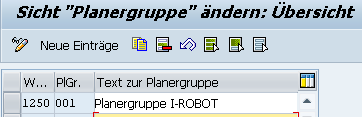 Sicht "Planergruppe" ändern: Übersicht
Neue Einträge
W... PlGr. Text zur Planergruppe
1250 001 Planergruppe I-ROBOT